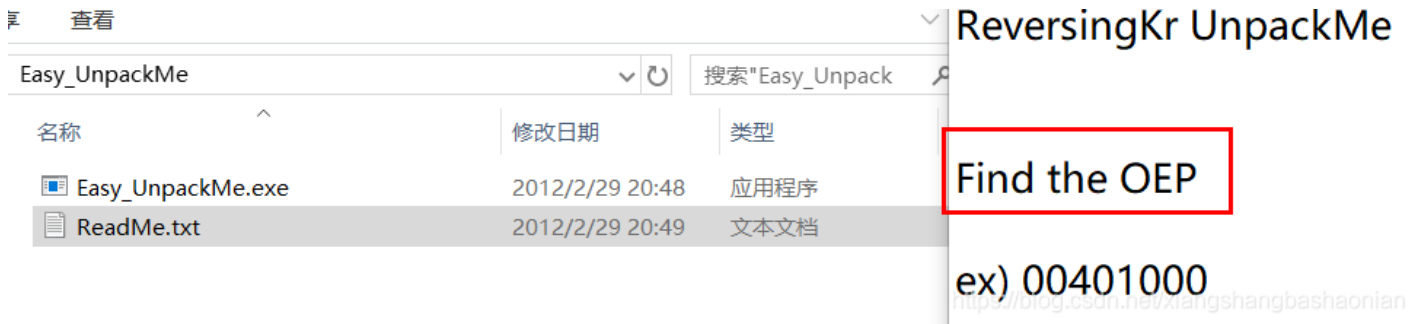 查看
Easy_UnpackMe
搜索"Easy_Unpack
名称 修改日期 类型
Easy_UnpackMe.exe 2012/2/29 20:48 应用程序
ReadMe.txt 2012/2/29 20:49 文本文档
ReversingKr UnpackMe
Find the OEP
ex) 00401000
https://blog.csdn.net/xiangshangbashaonian